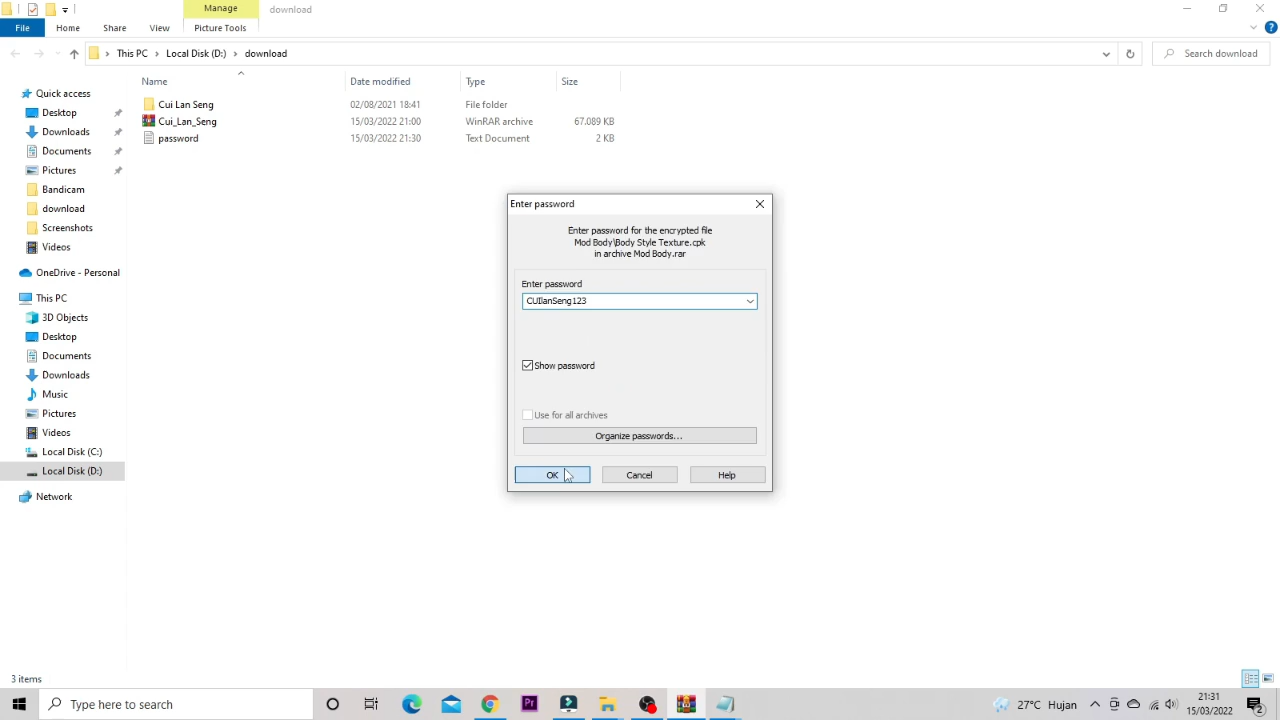 Manage
download
File
Home
Share
View
Picture Tools
This PC
Local Disk (D:)
download
Search download
Name
Date modified
Type
Size
Cui Lan Seng
02/08/2021 18:41
File folder
Cui_Lan_Seng
15/03/2022 21:00
WinRAR archive
67.089 KB
password
15/03/2022 21:30
Text Document
2 KB
Quick access
Desktop
Downloads
Documents
Pictures
Bandicam
download
Screenshots
Videos
OneDrive - Personal
This PC
3D Objects
Desktop
Documents
Downloads
Music
Pictures
Videos
Local Disk (C:)
Local Disk (D:)
Network
Enter password
Enter password for the encrypted file
Mod Body\Body Style Texture.cpk
in archive Mod Body.rar
Enter password
CUIlanSeng123
Show password
Use for all archives
Organize passwords...
OK
Cancel
Help
3 items
Type here to search
Pr
27°C Hujan
21:31
15/03/2022
2